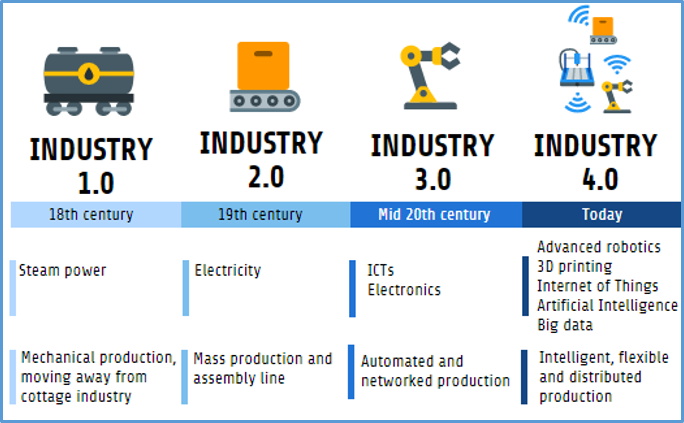 INDUSTRY
1.0
INDUSTRY
2.0
INDUSTRY
3.0
INDUSTRY
4.0
18th century
19th century
Mid 20th century
Today
Steam power
Electricity
ICTs
Electronics
Advanced robotics
3D printing
Internet of Things
Artificial Intelligence
Big data
Mechanical production,
moving away from
cottage industry
Mass production and
assembly line
Automated and
networked production
Intelligent, flexible
and distributed
production